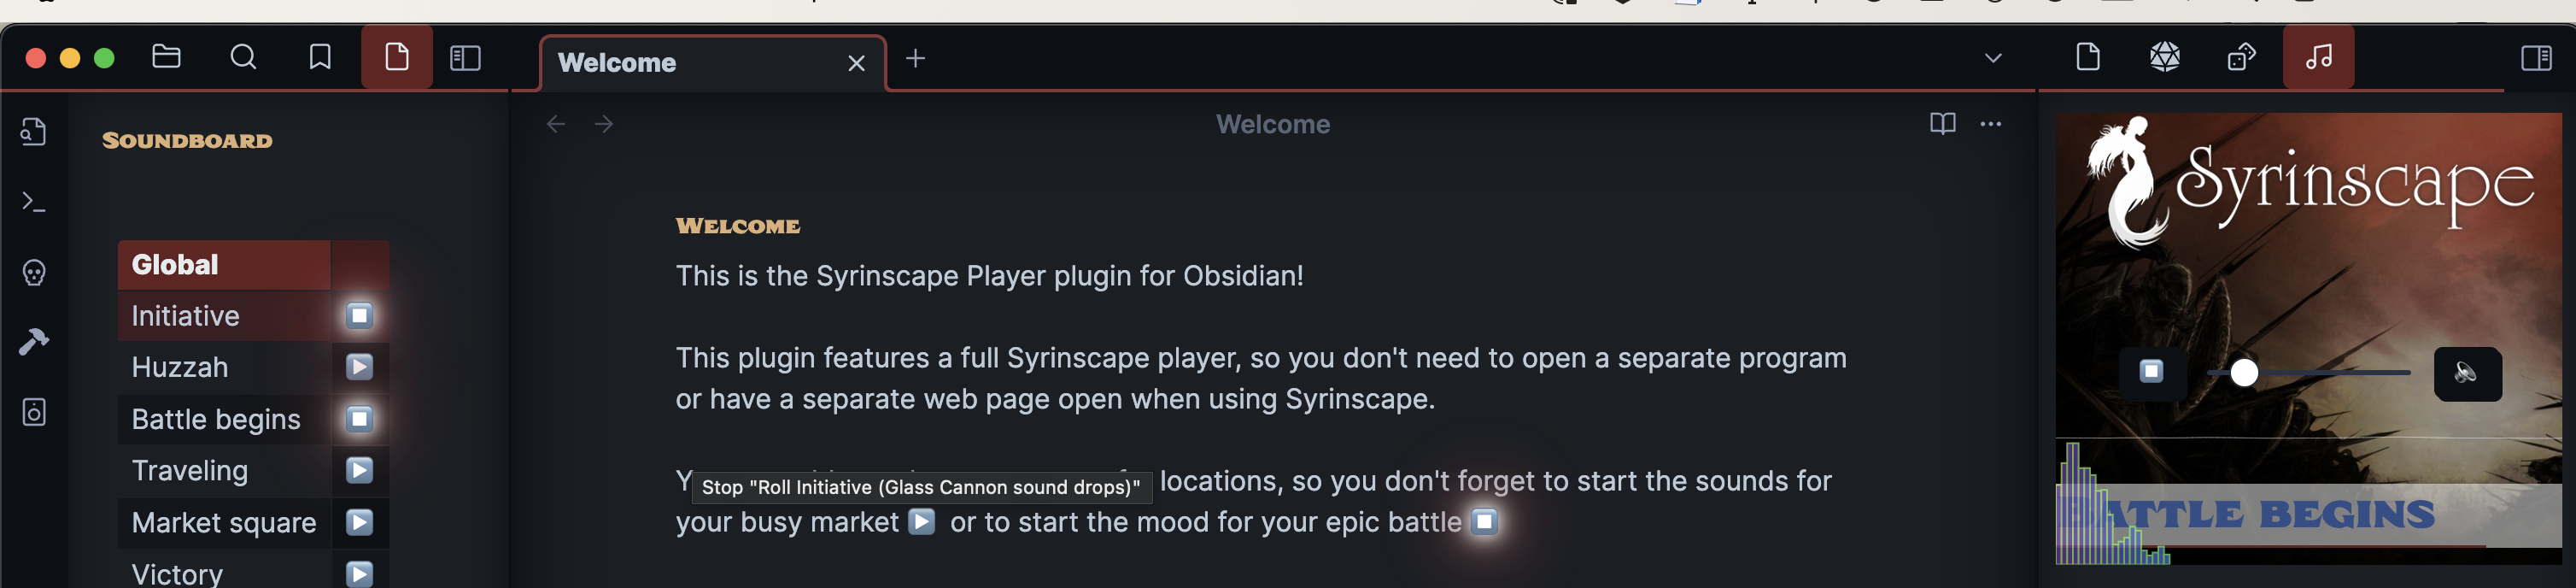 Welcome
Soundboard
Welcome
Syrinscape
Welcome
Global
This is the Syrinscape Player plugin for Obsidian!
Initiative
Huzzah
This plugin features a full Syrinscape player, so you don't need to open a separate program
or have a separate web page open when using Syrinscape.
Battle begins
Traveling
Stop "Roll Initiative (Glass Cannon sound drops)"
locations, so you don't forget to start the sounds for
Market square
your busy market or to start the mood for your epic battle
BATTLE BEGINS
Victory